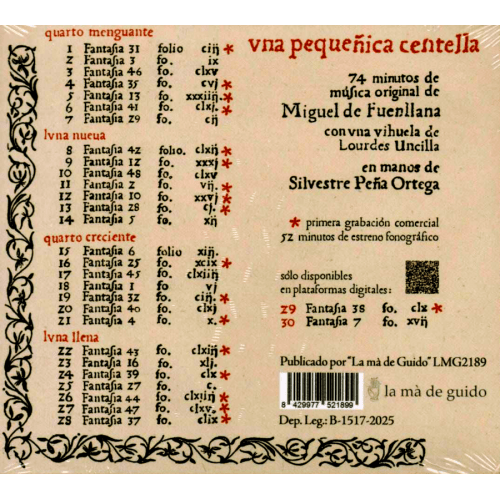 quarto menguante
1 Fantasia 31 folio ciij *
2 Fantasia 3 fo. ix
3 Fantasia 46 fo. clxv
4 Fantasia 35 fo. cvj *
5 Fantasia 13 fo. xxxiiij. *
6 Fantasia 41 fo. clxj. *
7 Fantasia 29 fo. cij
lvna nueua
8 Fantasia 42 folio. clxij *
9 Fantasia 12 fo. xxxj *
10 Fantasia 48 fo. clxv
11 Fantasia 2 fo. vij. *
12 Fantasia 10 fo. xxvj *
13 Fantasia 28 fo. cj. *
14 Fantasia 5 fo. xij
quarto creciente
15 Fantasia 6 folio xiij.
16 Fantasia 25 fo. xcix *
17 Fantasia 45 fo. clxiiij
18 Fantasia 1 fo. vj
19 Fantasia 32 fo. ciij. *
20 Fantasia 40 fo. clxj
21 Fantasia 4 fo. x. *
lvna llena
22 Fantasia 43 fo. clxiij *
23 Fantasia 16 fo. xlj.
24 Fantasia 39 fo. clx *
25 Fantasia 27 fo. c.
26 Fantasia 44 fo. clxiij *
27 Fantasia 47 fo. clxv. *
28 Fantasia 37 fo. clix *
vna pequeñica centella
74 minutos de
música original de
Miguel de Fuenllana
con vna vihuela de
Lourdes Uncilla
en manos de
Silvestre Peña Ortega
* primera grabación comercial
52 minutos de estreno fonográfico
sólo disponibles
en plataformas digitales:
29 Fantasia 38 fo. clx *
30 Fantasia 7 fo. xvij
Publicado por "La mà de Guido" LMG2189
la mà de guido
8 429977 521899
Dep. Leg.: B-1517-2025